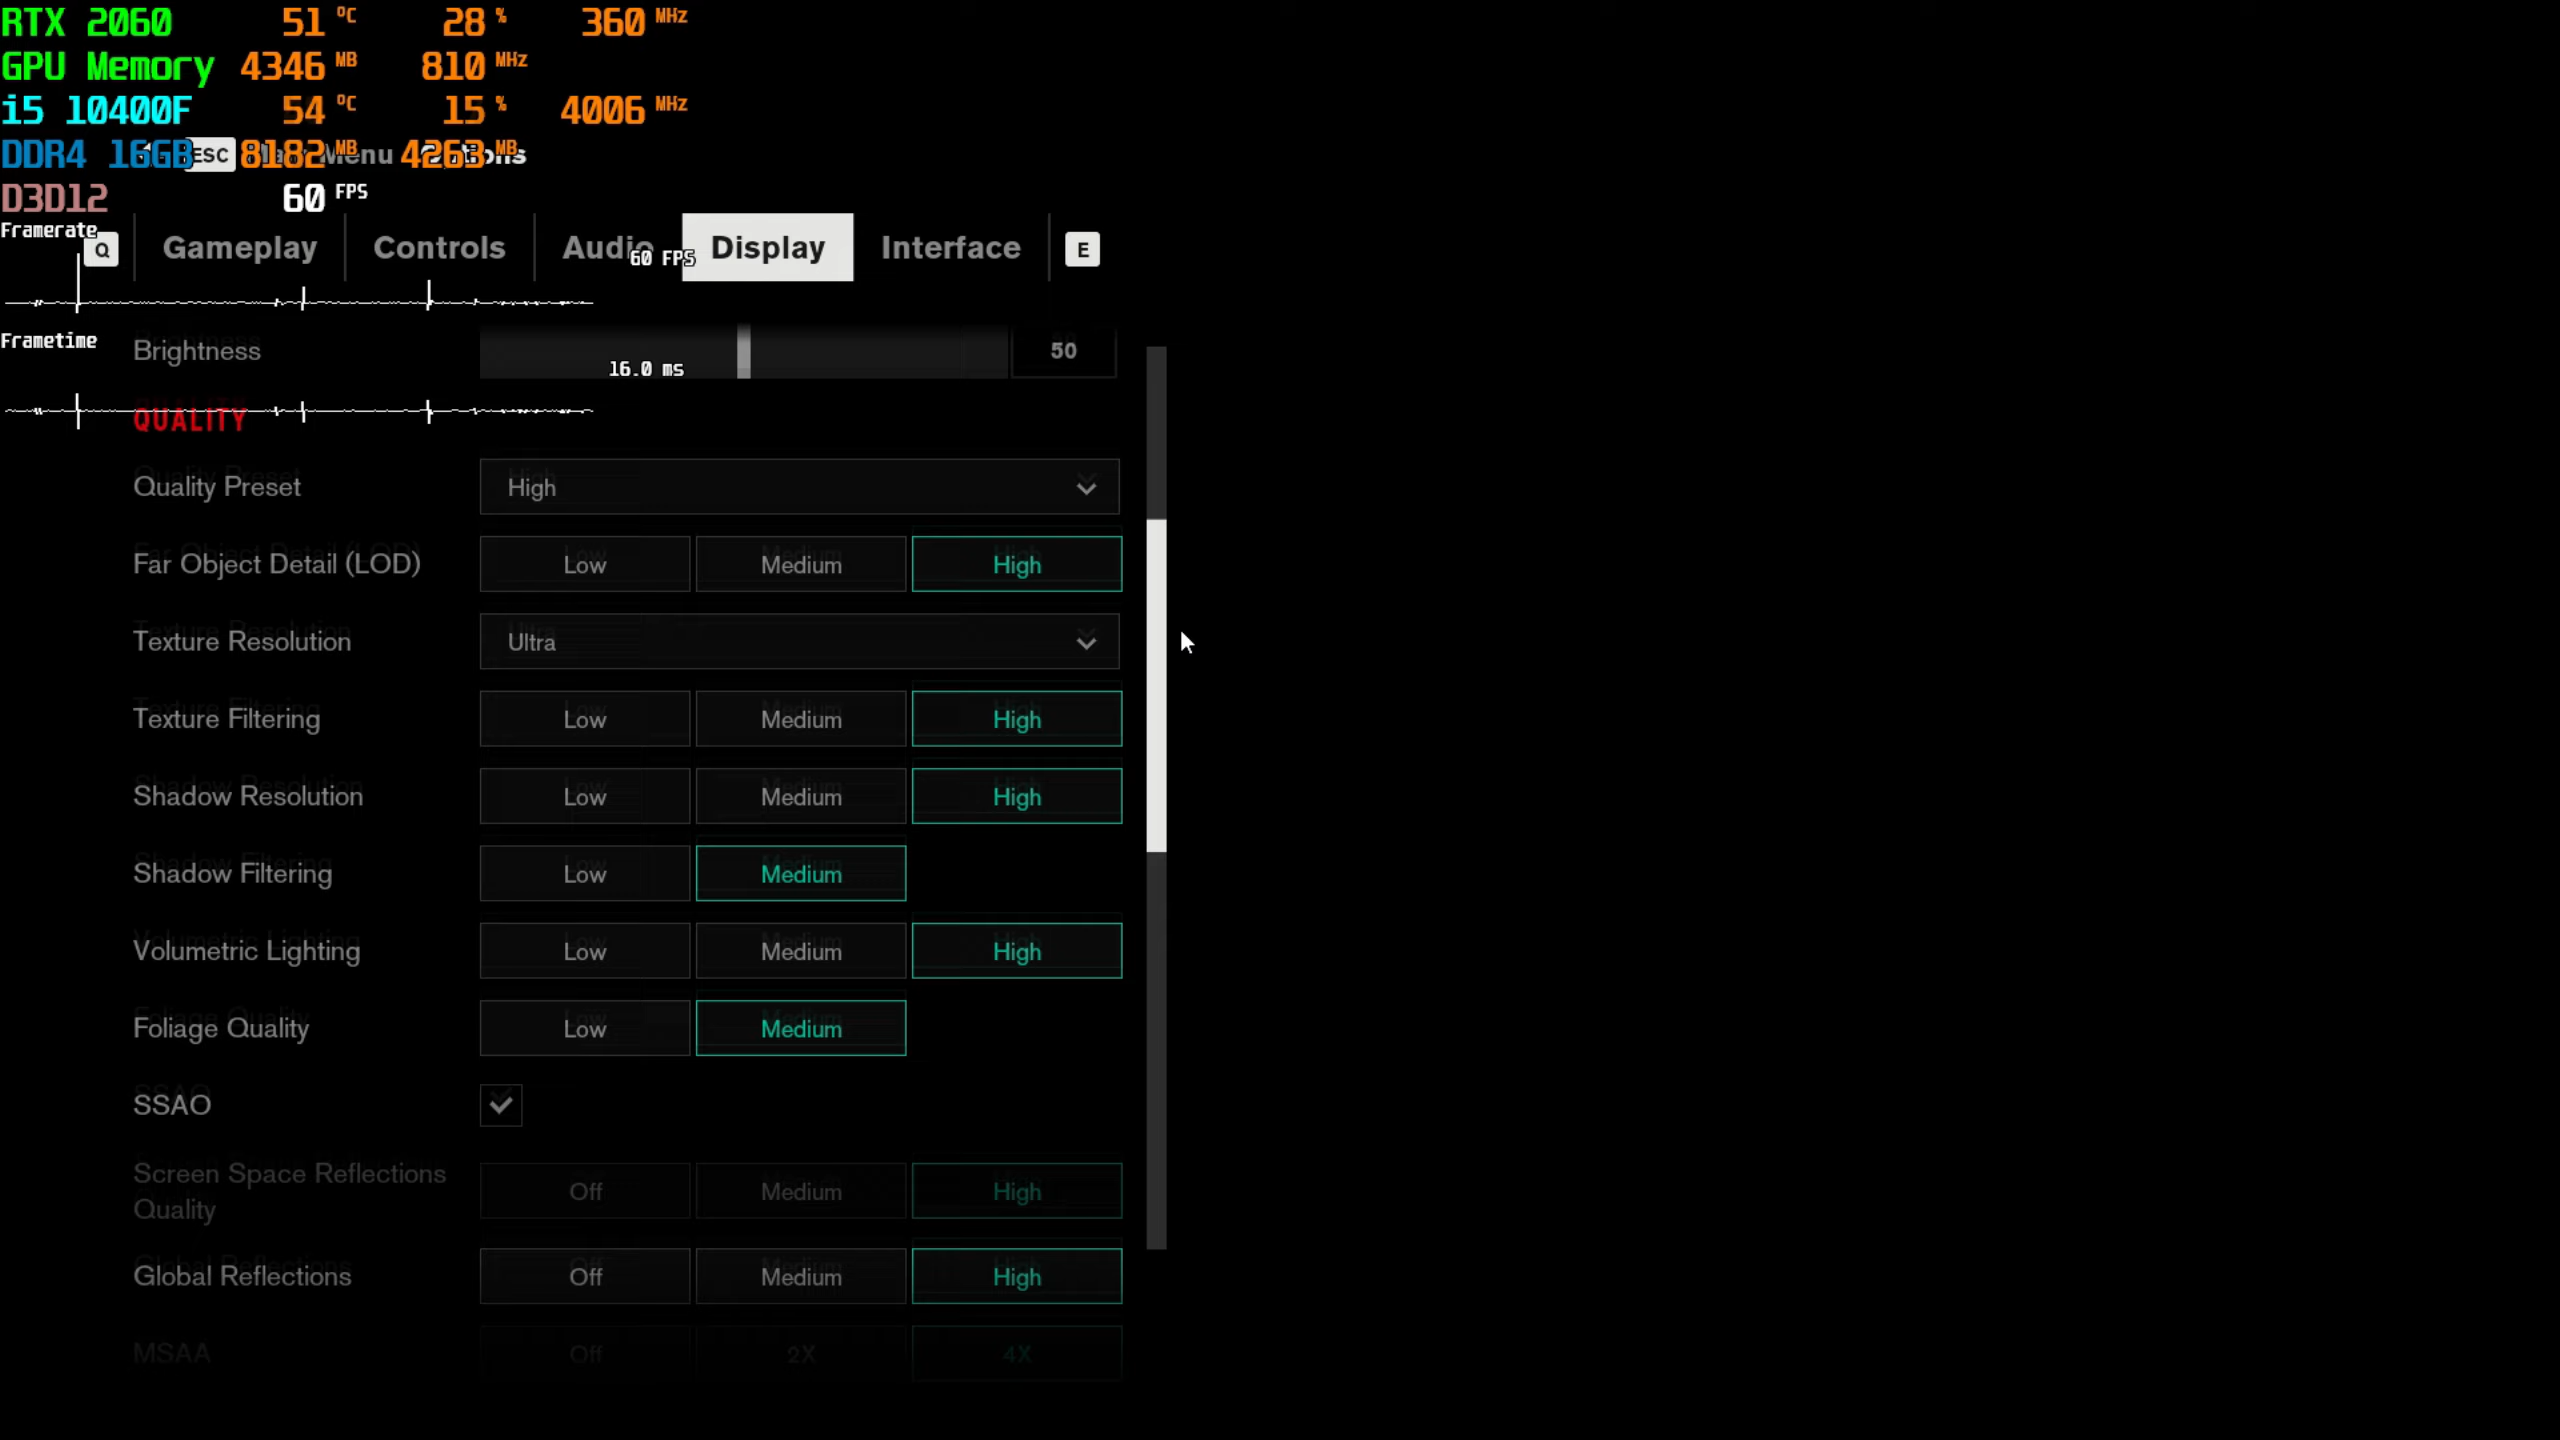 RTX 2060 51 °C 28 % 360 MHz
GPU Memory 4346 MB 810 MHz
i5 10400F 54 °C 15 % 4006 MHz
DDR4 16GB 8182 MB 4263 MB
ESC Main Menu Options
D3D12 60 FPS
Framerate
Q Gameplay Controls Audio Display Interface E
60 FPS
Frametime
Brightness 50
16.0 ms
QUALITY
Quality Preset High
Far Object Detail (LOD) Low Medium High
Texture Resolution Ultra
Texture Filtering Low Medium High
Shadow Resolution Low Medium High
Shadow Filtering Low Medium
Volumetric Lighting Low Medium High
Foliage Quality Low Medium
SSAO
Screen Space Reflections
Quality Off Medium High
Global Reflections Off Medium High
MSAA Off 2X 4X